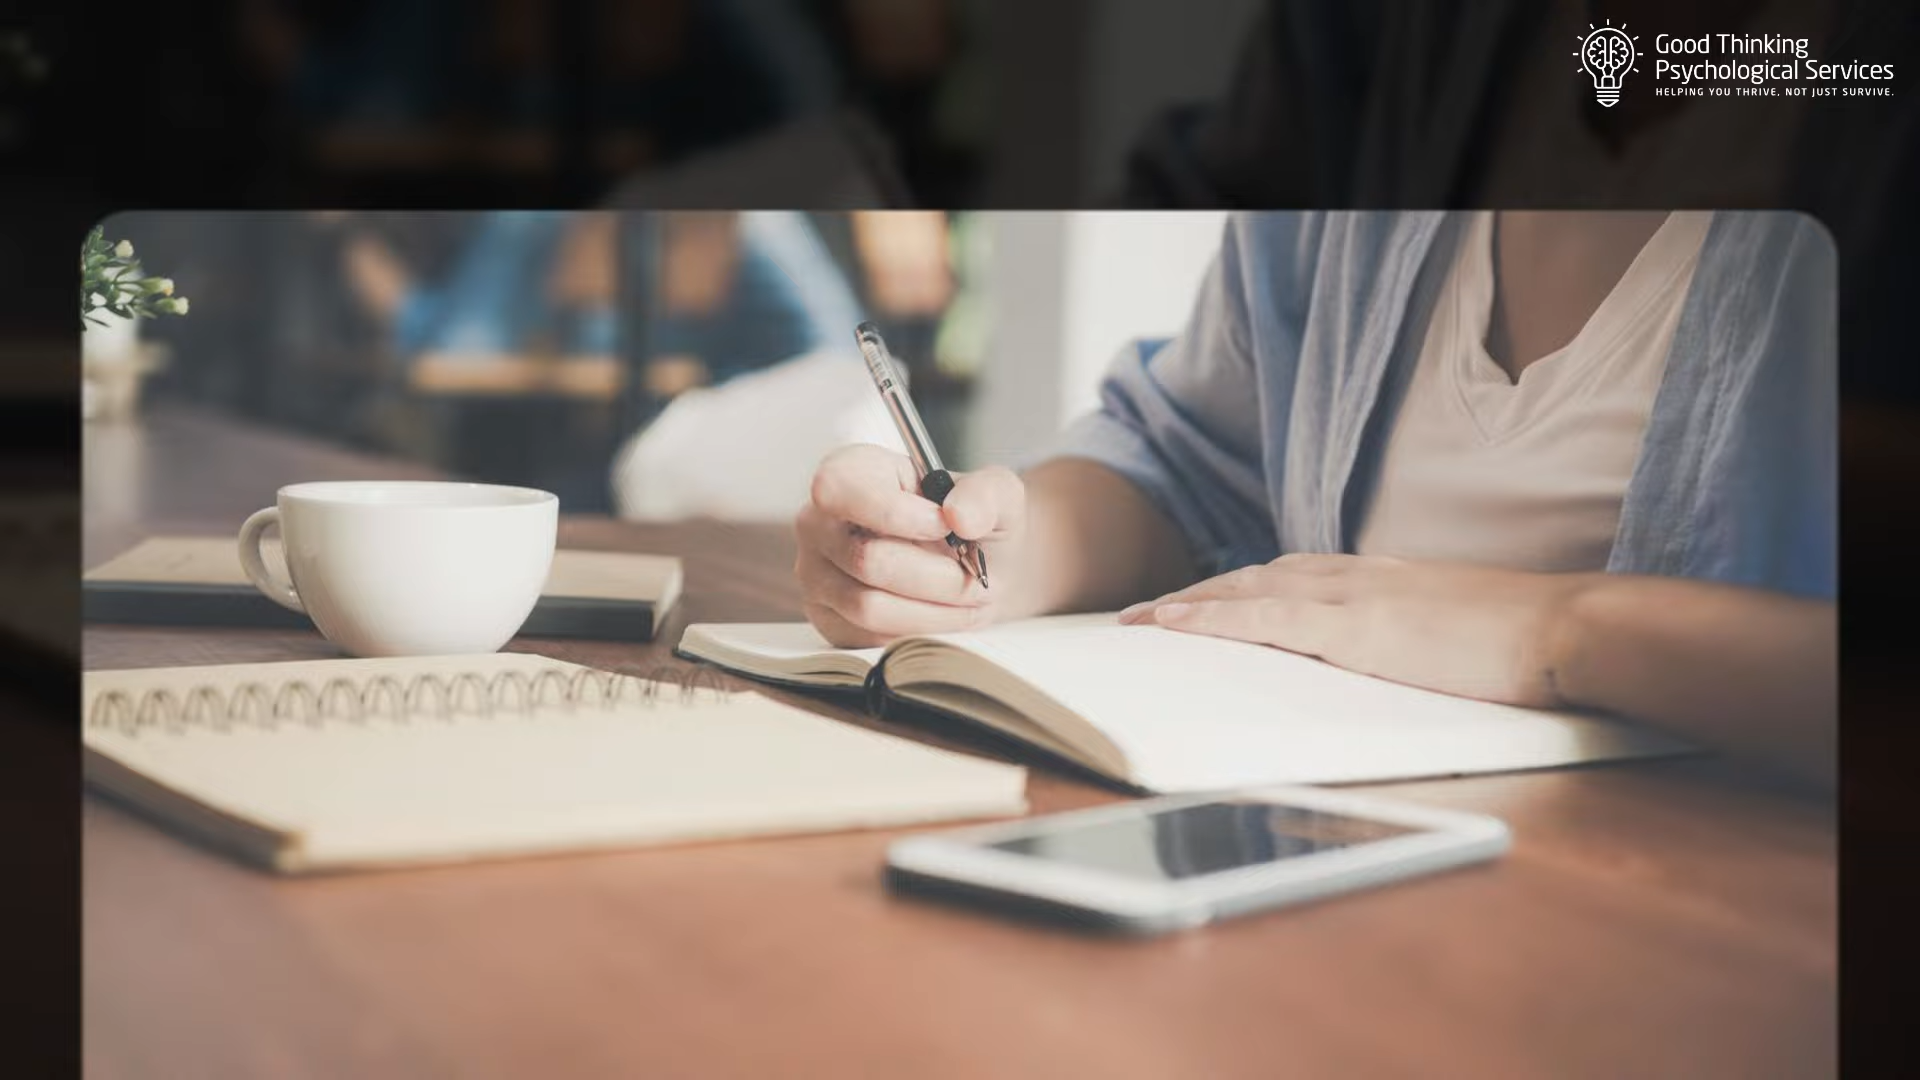 Good Thinking
Psychological Services
HELPING YOU THRIVE, NOT JUST SURVIVE.